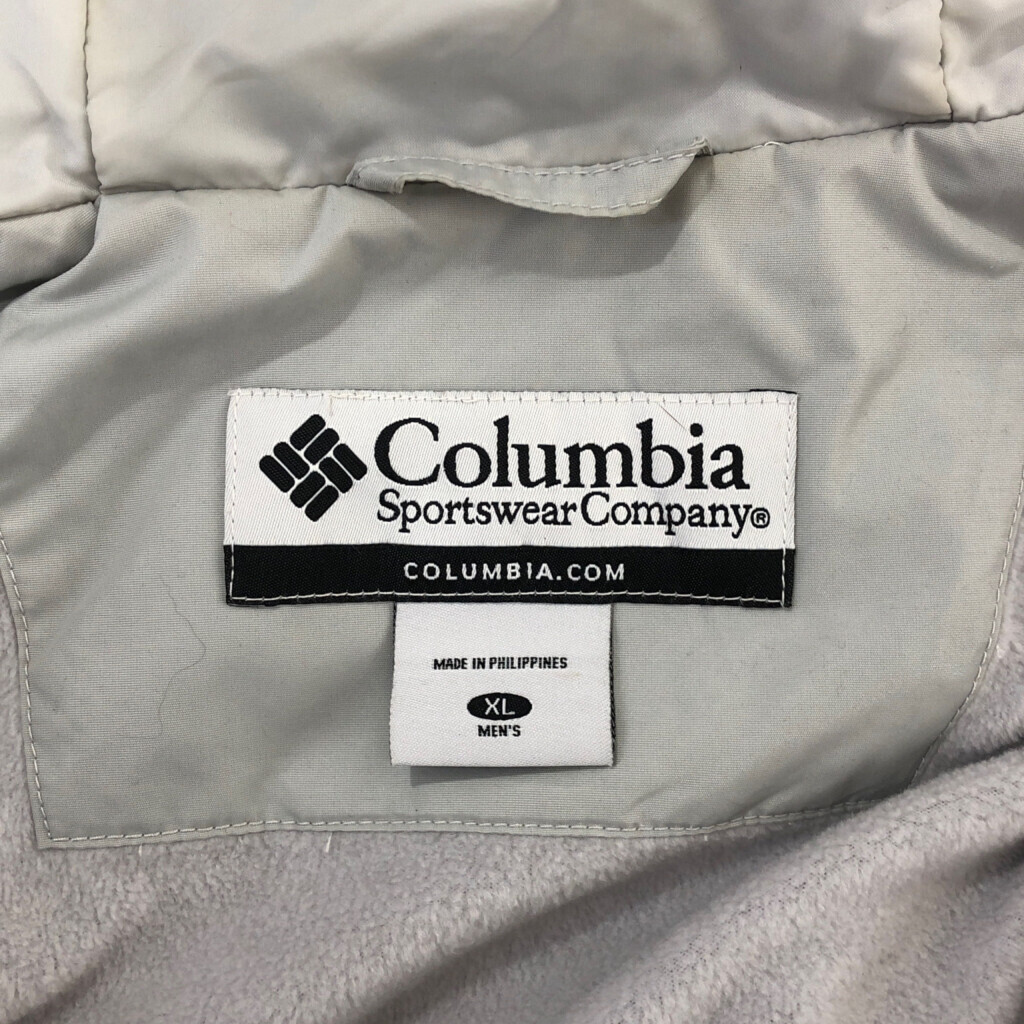 Columbia
Sportswear Company®
COLUMBIA.COM
MADE IN PHILIPPINES
XL
MEN'S